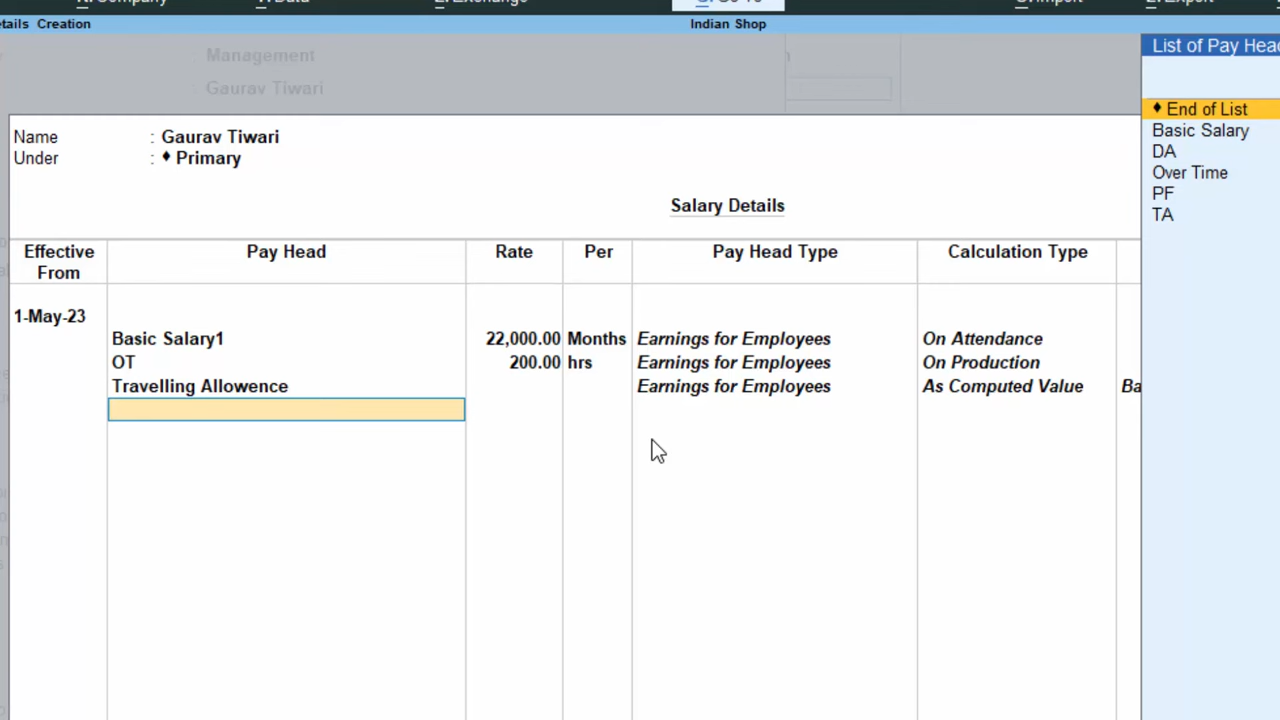 Indian Shop
Creation
Management
Gaurav Tiwari
List of Pay Head
♦ End of List
Basic Salary
DA
Over Time
PF
TA
Name : Gaurav Tiwari
Under : ♦ Primary
Salary Details
Effective From Pay Head Rate Per Pay Head Type Calculation Type
1-May-23
Basic Salary1 22,000.00 Months Earnings for Employees On Attendance
OT 200.00 hrs Earnings for Employees On Production
Travelling Allowence Earnings for Employees As Computed Value Ba